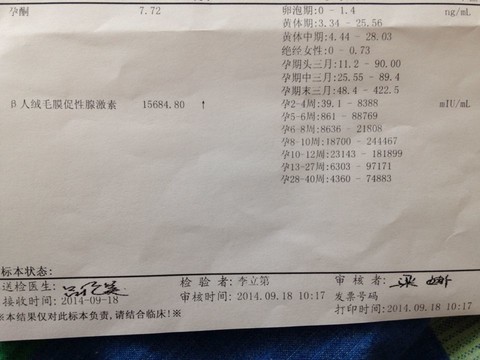 孕酮 7.72 卵泡期:0 - 1.4 ng/mL
黄体期:3.34 - 25.56
黄体中期:4.44 - 28.03
绝经女性:0 - 0.73
孕期头三月:11.2 - 90.00
孕期中三月:25.55 - 89.4
孕期末三月:48.4 - 422.5
β人绒毛膜促性腺激素 15684.80 ↑ 孕2-4周:39.1 - 8388 mIU/mL
孕5-6周:861 - 88769
孕6-8周:8636 - 21808
孕8-10周:18700 - 244467
孕10-12周:23143 - 181899
孕13-27周:6303 - 97171
孕28-40周:4360 - 74883
标本状态:
送检医生: 检 验 者:李立第 审 核 者:
接收时间:2014-09-18 审核时间:2014.09.18 10:17 发票号码
※本结果仅对此标本负责,请结合临床!※ 打印时间:2014.09.18 10:17